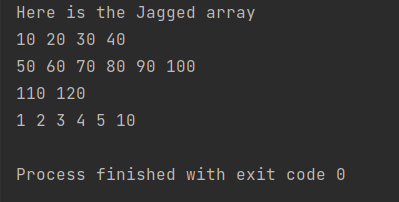 Here is the Jagged array
10 20 30 40
50 60 70 80 90 100
110 120
1 2 3 4 5 10
Process finished with exit code 0